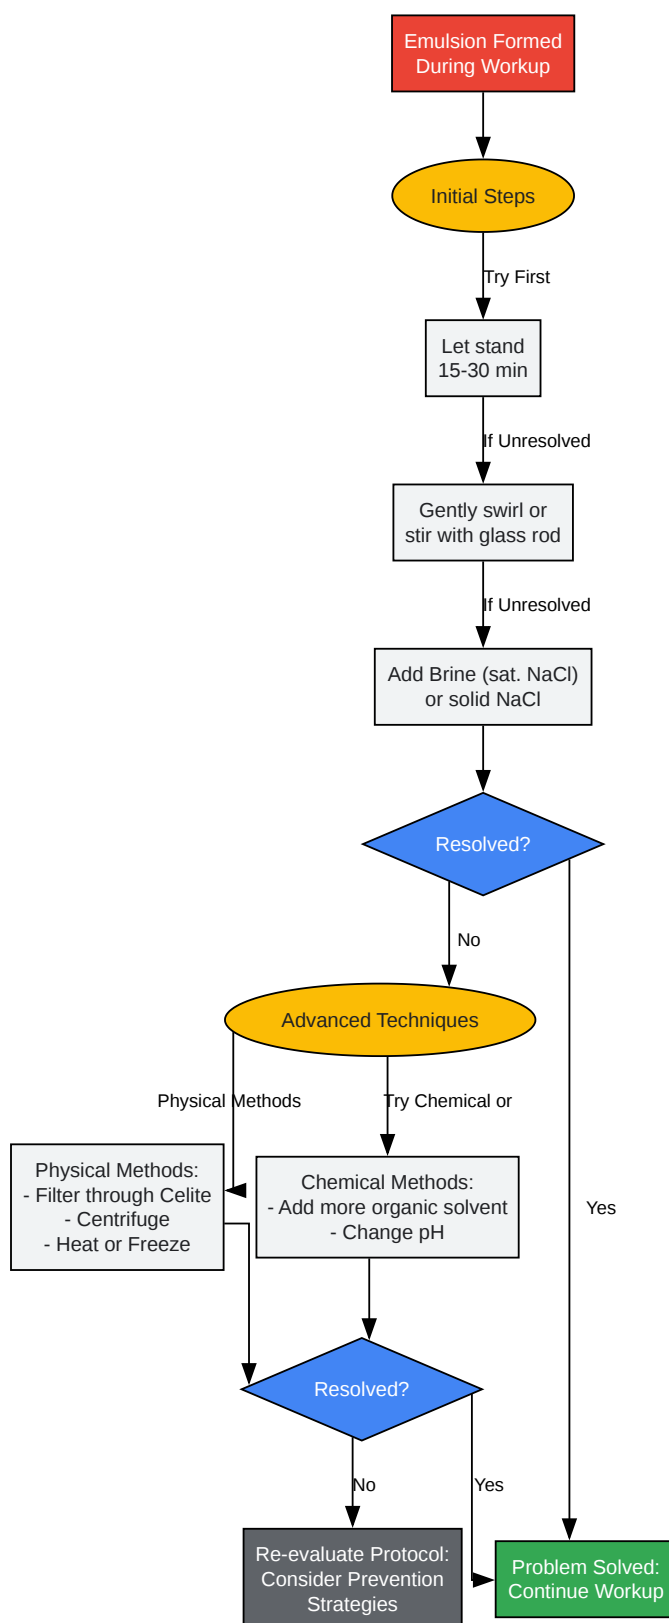 Emulsion Formed
During Workup
Initial Steps
Try First
Let stand
15-30 min
If Unresolved
Gently swirl or
stir with glass rod
If Unresolved
Add Brine (sat. NaCl)
or solid NaCl
Resolved?
No
Advanced Techniques
Physical Methods
Try Chemical or
Physical Methods:
- Filter through Celite
- Centrifuge
- Heat or Freeze
Chemical Methods:
- Add more organic solvent
- Change pH
Yes
Resolved?
No
Yes
Re-evaluate Protocol:
Consider Prevention
Strategies
Problem Solved:
Continue Workup